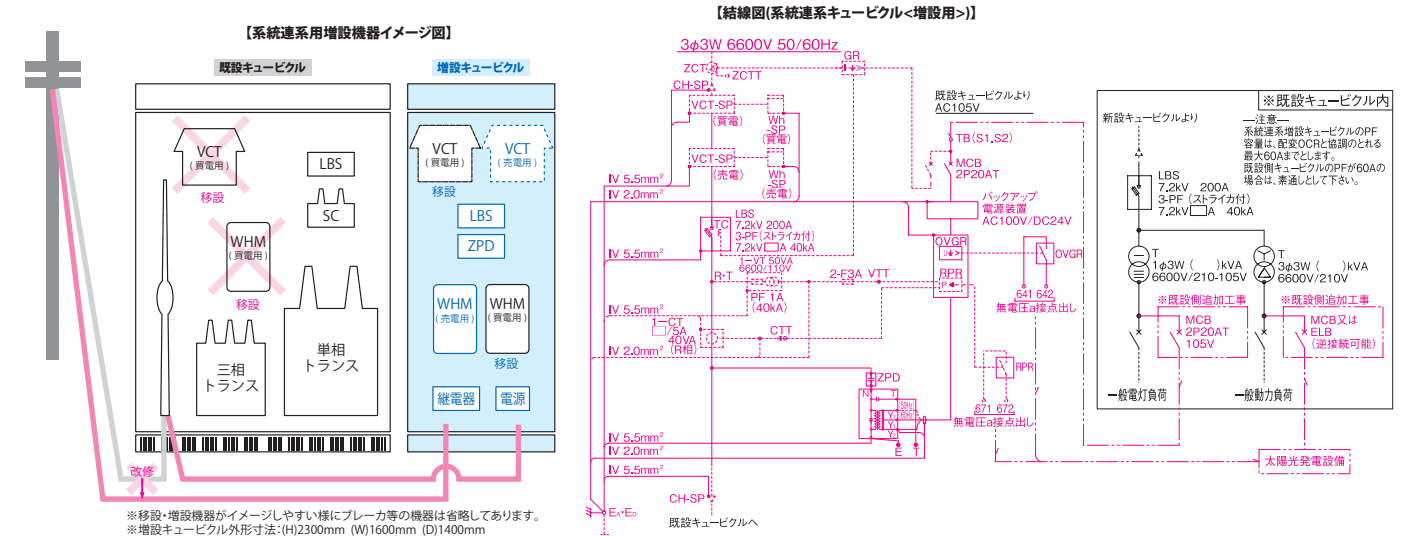 【系統連系用増設機器イメージ図】
既設キュービクル
増設キュービクル
VCT
(買電用)
移設
LBS
SC
WHM
(買電用)
移設
三相
トランス
単相
トランス
VCT
(買電用)
移設
VCT
(売電用)
LBS
ZPD
WHM
(売電用)
WHM
(買電用)
移設
継電器
電源
改修
※移設・増設機器がイメージしやすい様にブレーカ等の機器は省略してあります。
※増設キュービクル外形寸法:(H)2300mm (W)1600mm (D)1400mm
【結線図(系統連系キュービクル<増設用>)】
3φ3W 6600V 50/60Hz
GR
I⏚>
ZCT
ZCTT
CH-SP
VCT-SP
(買電)
Wh
-SP
(買電)
VCT-SP
(売電)
Wh
-SP
(売電)
既設キュービクルより
AC105V
TB(S1,S2)
MCB
2P20AT
IV 5.5mm²
IV 2.0mm²
バックアップ
電源装置
AC100V/DC24V
TC
LBS
7.2kV 200A
3-PF(ストライカ付)
7.2kV□A 40kA
IV 5.5mm²
1-VT 50VA
6600/110V
R・T
PF 1A
(40kA)
2-F3A VTT
OVGR
U⏚>
RPR
P
OVGR
641 642
無電圧a接点出し
IV 5.5mm²
1-CT
□/5A
40VA
(R相)
CTT
IV 2.0mm²
RPR
671 672
無電圧a接点出し
ZPD
N
T
50Hz
60Hz
Y₁
Y₁
Y₂
E
T
IV 5.5mm²
IV 2.0mm²
IV 5.5mm²
CH-SP
EA・ED
既設キュービクルへ
太陽光発電設備
※既設キュービクル内
新設キュービクルより
―注意―
系統連系増設キュービクルのPF
容量は、配変OCRと協調のとれる
最大60Aまでとします。
既設側キュービクルのPFが60Aの
場合は、素通しとして下さい。
LBS
7.2kV 200A
3-PF(ストライカ付)
7.2kV□A 40kA
T
1φ3W ( )kVA
6600V/210-105V
T
3φ3W ( )kVA
6600V/210V
※既設側追加工事
MCB
2P20AT
105V
※既設側追加工事
MCB又は
ELB
(逆接続可能)
一般電灯負荷
一般動力負荷